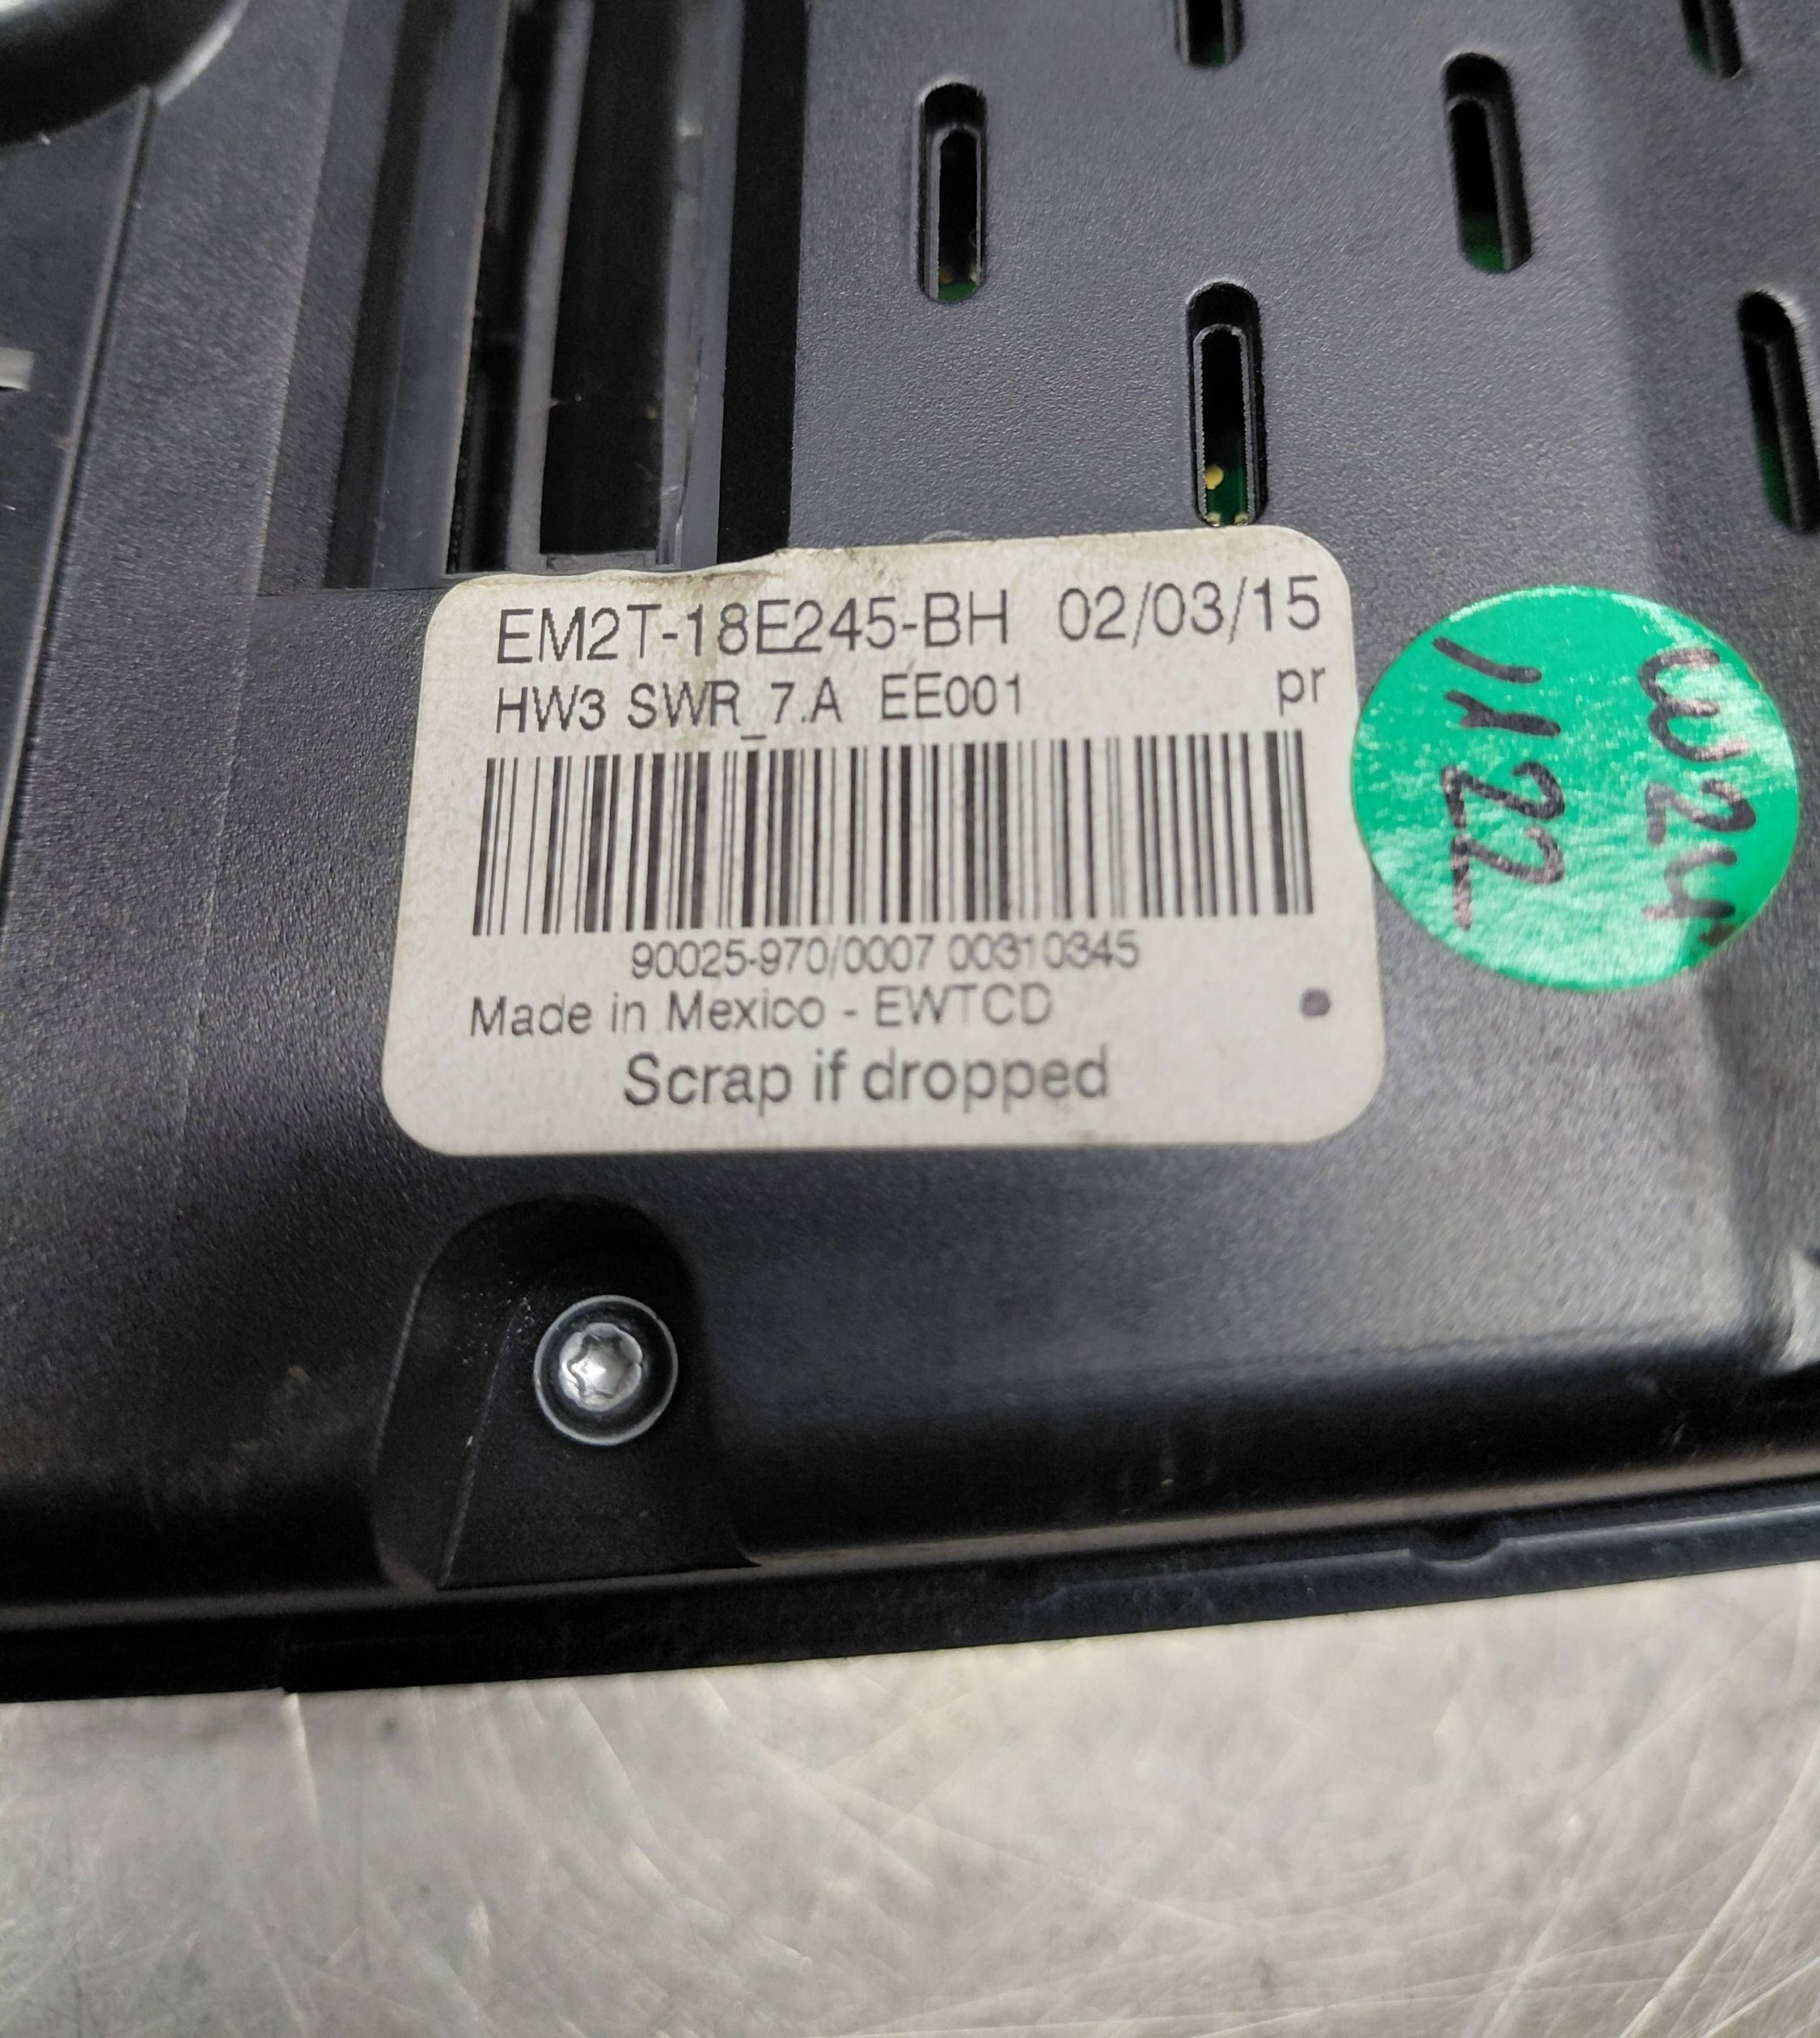 EM2T-18E245-BH 02/03/15
HW3 SWR_7.A EE001 pr
90025-970/0007 00310345
Made in Mexico - EWTCD
Scrap if dropped
1122